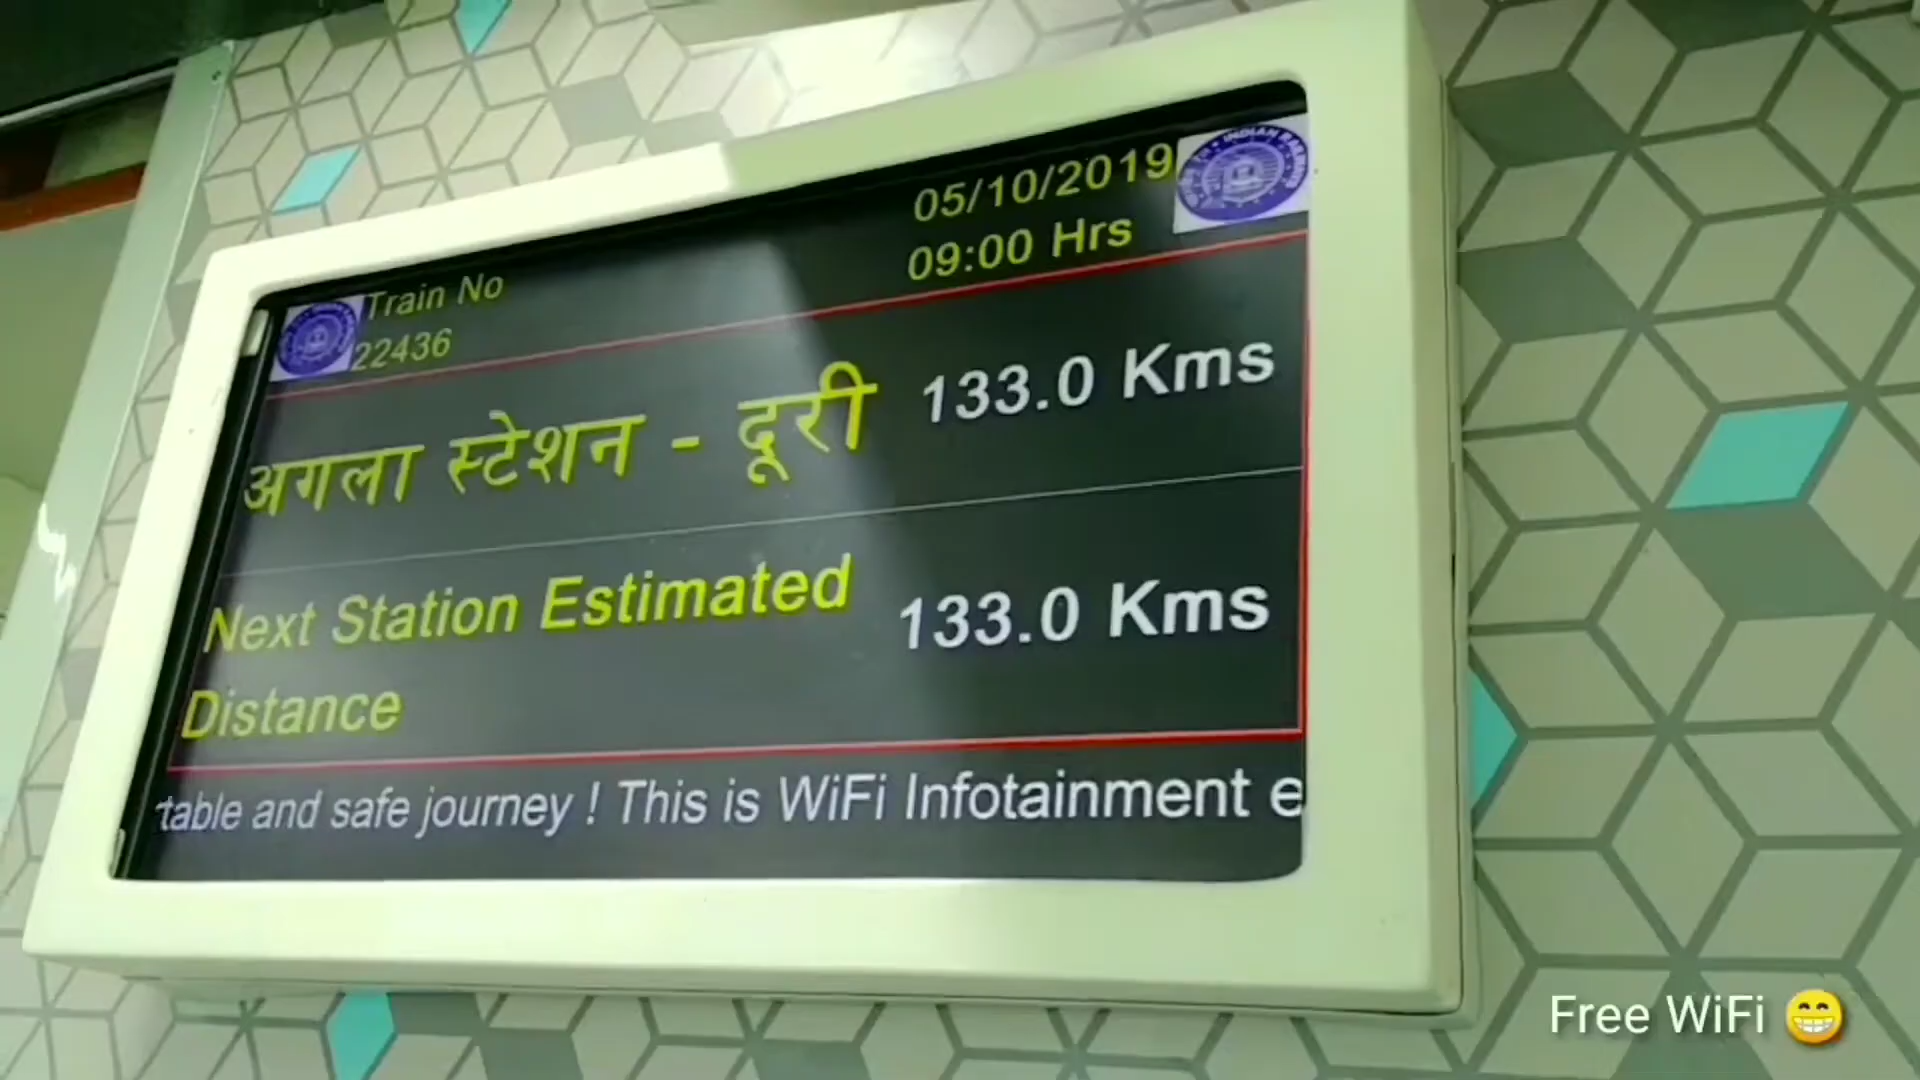 05/10/2019
INDIAN
Train No
09:00 Hrs
22436
अगला स्टेशन - दूरी 133.0 Kms
Next Station Estimated 133.0 Kms
Distance
table and safe journey ! This is WiFi Infotainment e
Free WiFi 😁